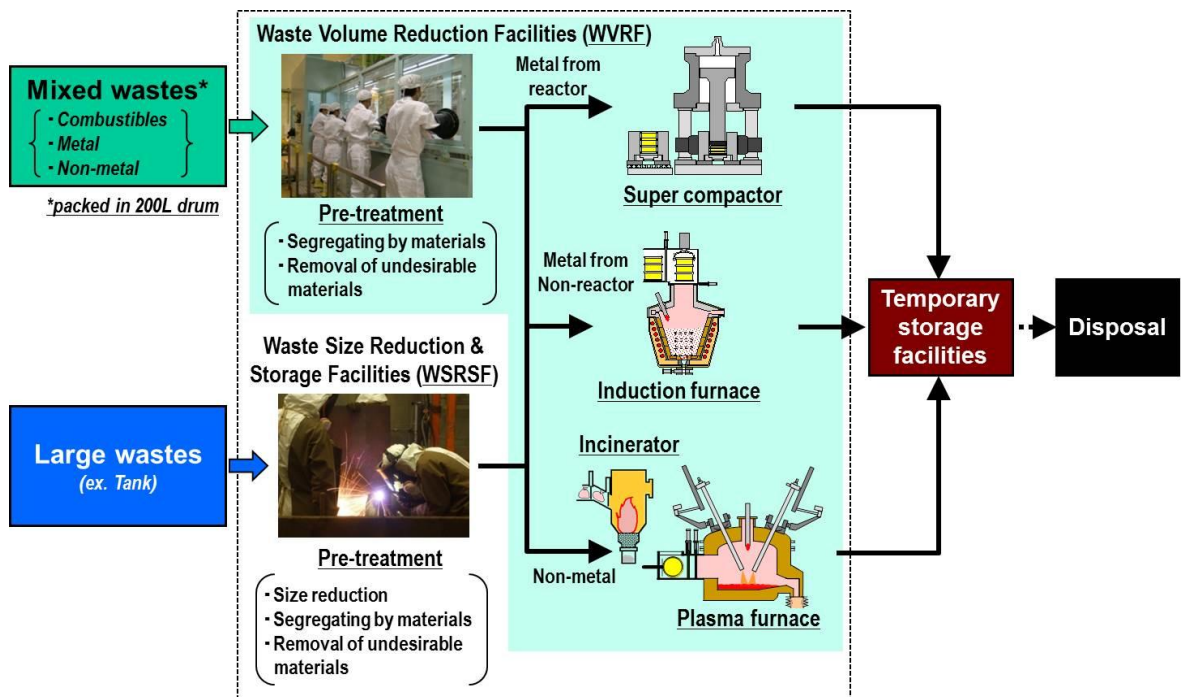 Waste Volume Reduction Facilities (WVRF)
Mixed wastes*
- Combustibles
- Metal
- Non-metal
*packed in 200L drum
Pre-treatment
- Segregating by materials
- Removal of undesirable
materials
Metal from
reactor
Super compactor
Metal from
Non-reactor
Induction furnace
Waste Size Reduction &
Storage Facilities (WSRSF)
Large wastes
(ex. Tank)
Pre-treatment
- Size reduction
- Segregating by materials
- Removal of undesirable
materials
Incinerator
Non-metal
Plasma furnace
Temporary
storage
facilities
Disposal